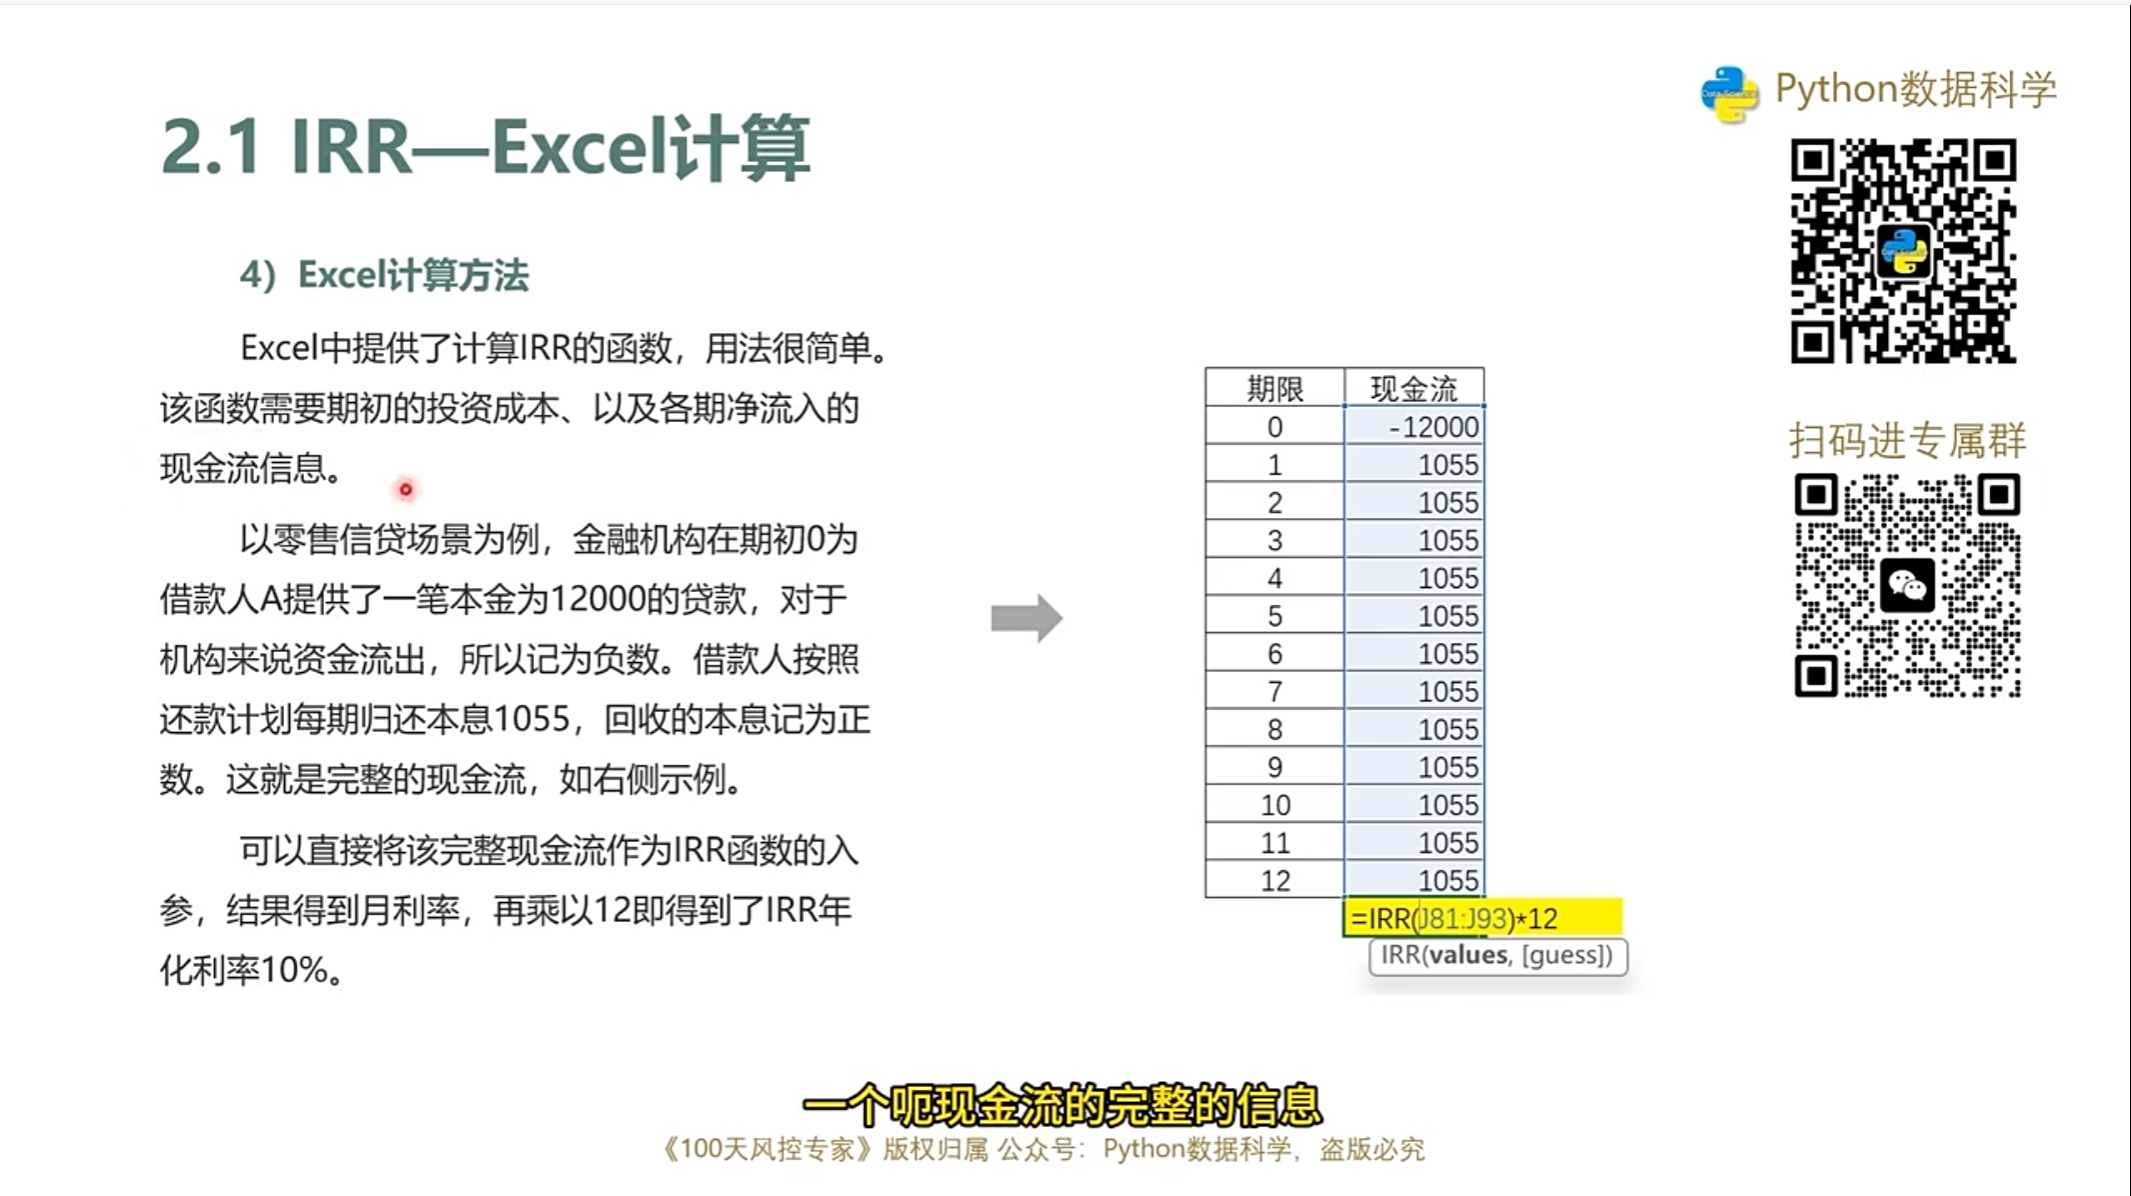 Python数据科学
2.1 IRR—Excel计算
4）Excel计算方法
Excel中提供了计算IRR的函数，用法很简单。
该函数需要期初的投资成本、以及各期净流入的
现金流信息。
以零售信贷场景为例，金融机构在期初0为
借款人A提供了一笔本金为12000的贷款，对于
机构来说资金流出，所以记为负数。借款人按照
还款计划每期归还本息1055，回收的本息记为正
数。这就是完整的现金流，如右侧示例。
可以直接将该完整现金流作为IRR函数的入
参，结果得到月利率，再乘以12即得到了IRR年
化利率10%。
期限 现金流
0 -12000
1 1055
2 1055
3 1055
4 1055
5 1055
6 1055
7 1055
8 1055
9 1055
10 1055
11 1055
12 1055
=IRR(J81:J93)*12
IRR(values, [guess])
扫码进专属群
一个呃现金流的完整的信息
《100天风控专家》版权归属 公众号：Python数据科学，盗版必究